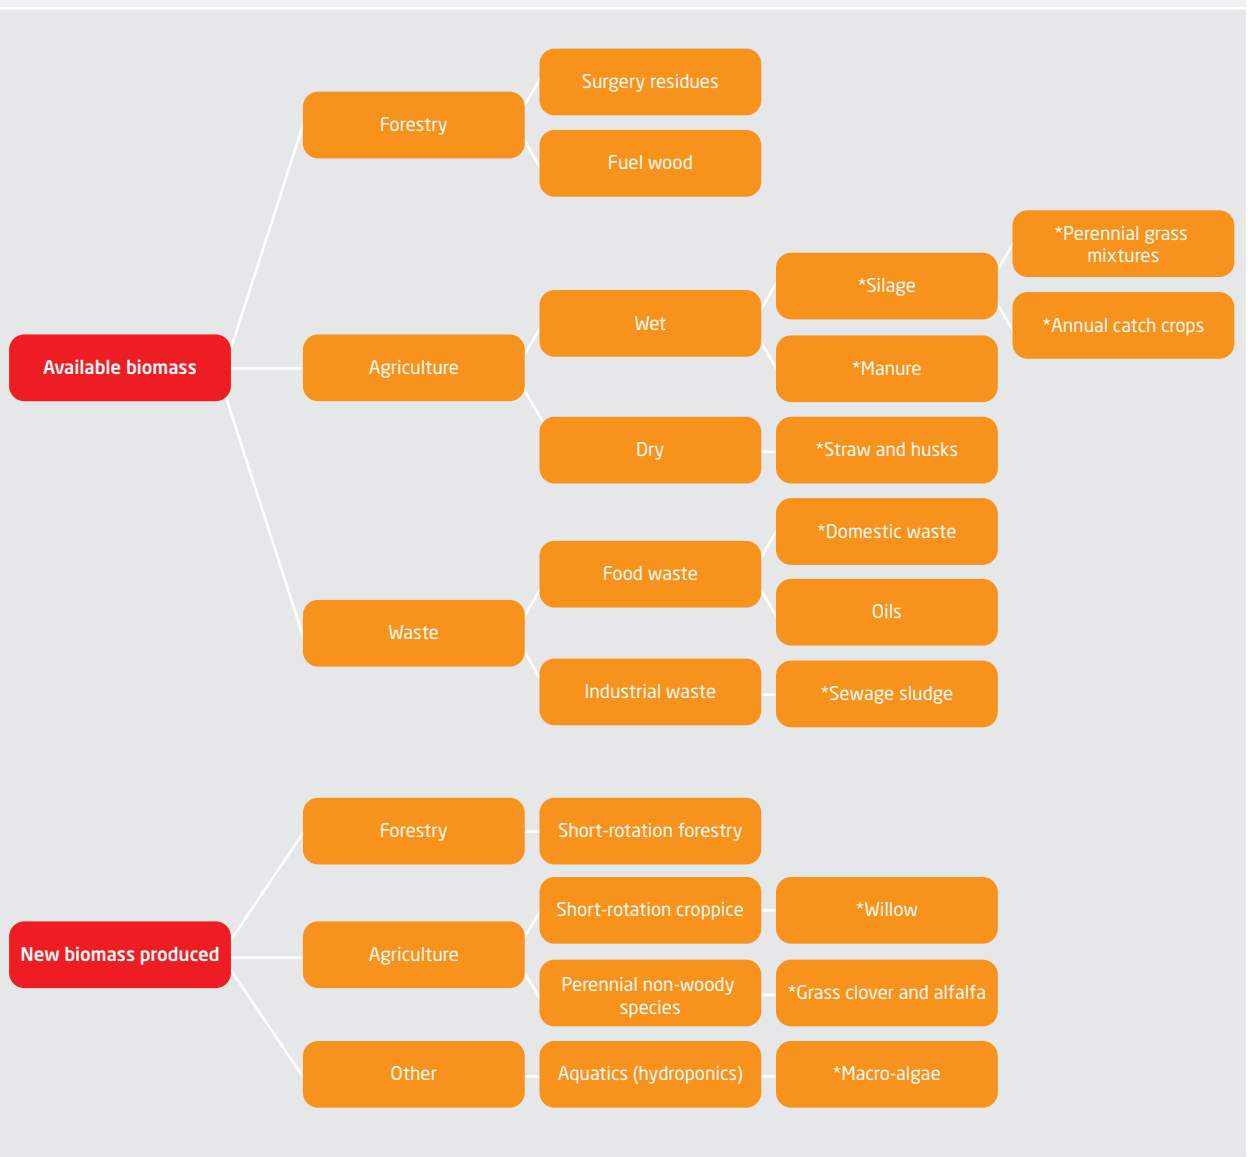 Surgery residues
Forestry
Fuel wood
*Perennial grass
mixtures
*Silage
Wet
*Annual catch crops
Available biomass
Agriculture
*Manure
Dry
*Straw and husks
*Domestic waste
Food waste
Oils
Waste
Industrial waste
*Sewage sludge
Forestry
Short-rotation forestry
Short-rotation croppice
*Willow
New biomass produced
Agriculture
Perennial non-woody
species
*Grass clover and alfalfa
Other
Aquatics (hydroponics)
*Macro-algae